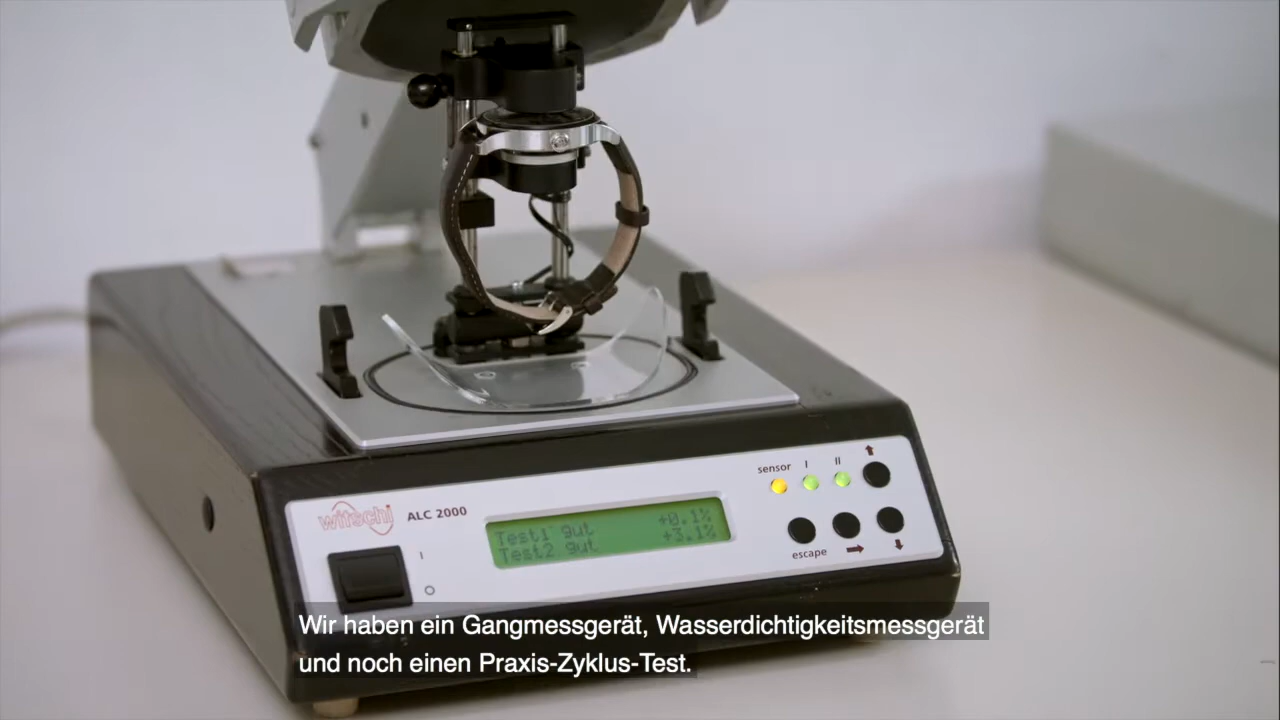 sensor I II
witschi ALC 2000
Test1 gut +0.1%
Test2 gut +3.1%
escape
I
O
Wir haben ein Gangmessgerät, Wasserdichtigkeitsmessgerät
und noch einen Praxis-Zyklus-Test.